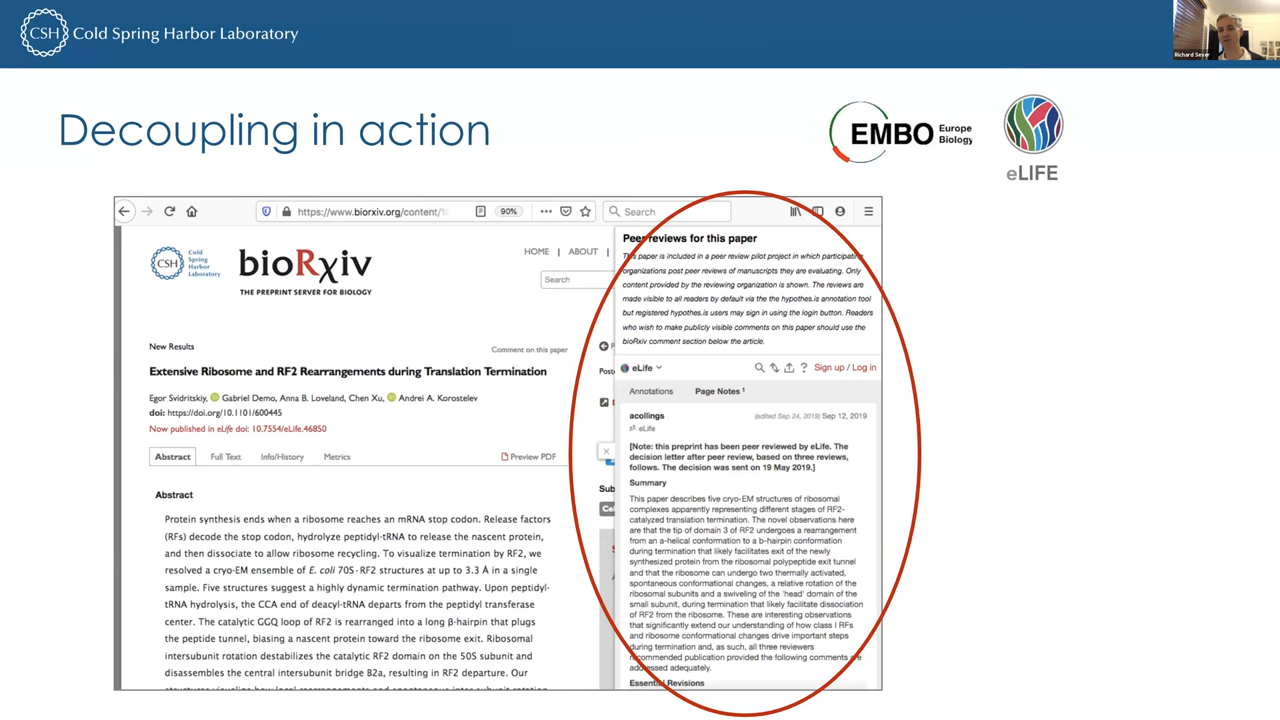 CSH Cold Spring Harbor Laboratory
Richard Sever
Decoupling in action
EMBO Europe
Biology
eLIFE
https://www.biorxiv.org/content/1
90%
Search
HOME | ABOUT |
Search
CSH Cold
Spring
Harbor
Laboratory
bioRχiv
THE PREPRINT SERVER FOR BIOLOGY
New Results
Comment on this paper
Extensive Ribosome and RF2 Rearrangements during Translation Termination
Egor Svidritskiy, Gabriel Demo, Anna B. Loveland, Chen Xu, Andrei A. Korostelev
doi: https://doi.org/10.1101/600445
Now published in eLife doi: 10.7554/eLife.46850
Abstract Full Text Info/History Metrics Preview PDF
Abstract
Protein synthesis ends when a ribosome reaches an mRNA stop codon. Release factors
(RFs) decode the stop codon, hydrolyze peptidyl-tRNA to release the nascent protein,
and then dissociate to allow ribosome recycling. To visualize termination by RF2, we
resolved a cryo-EM ensemble of E. coli 70S·RF2 structures at up to 3.3 Å in a single
sample. Five structures suggest a highly dynamic termination pathway. Upon peptidyl-
tRNA hydrolysis, the CCA end of deacyl-tRNA departs from the peptidyl transferase
center. The catalytic GGQ loop of RF2 is rearranged into a long β-hairpin that plugs
the peptide tunnel, biasing a nascent protein toward the ribosome exit. Ribosomal
intersubunit rotation destabilizes the catalytic RF2 domain on the 50S subunit and
disassembles the central intersubunit bridge B2a, resulting in RF2 departure. Our
P
Poste
Sub
Peer reviews for this paper
This paper is included in a peer review pilot project in which participating
organizations post peer reviews of manuscripts they are evaluating. Only
content provided by the reviewing organization is shown. The reviews are
made visible to all readers by default via the the hypothes.is annotation tool
but registered hypothes.is users may sign in using the login button. Readers
who wish to make publicly visible comments on this paper should use the
bioRxiv comment section below the article.
eLife
Sign up / Log in
Annotations Page Notes 1
acollings
(edited Sep 24, 2019) Sep 12, 2019
eLife
[Note: this preprint has been peer reviewed by eLife. The
decision letter after peer review, based on three reviews,
follows. The decision was sent on 19 May 2019.]
Summary
This paper describes five cryo-EM structures of ribosomal
complexes apparently representing different stages of RF2-
catalyzed translation termination. The novel observations here
are that the tip of domain 3 of RF2 undergoes a rearrangement
from an a-helical conformation to a b-hairpin conformation
during termination that likely facilitates exit of the newly
synthesized protein from the ribosomal polypeptide exit tunnel
and that the ribosome can undergo two thermally activated,
spontaneous conformational changes, a relative rotation of the
ribosomal subunits and a swiveling of the 'head' domain of the
small subunit, during termination that likely facilitate dissociation
of RF2 from the ribosome. These are interesting observations
that significantly extend our understanding of how class I RFs
and ribosome conformational changes drive important steps
during termination and, as such, all three reviewers
recommended publication provided the following comments are
addressed adequately.
Essential Revisions